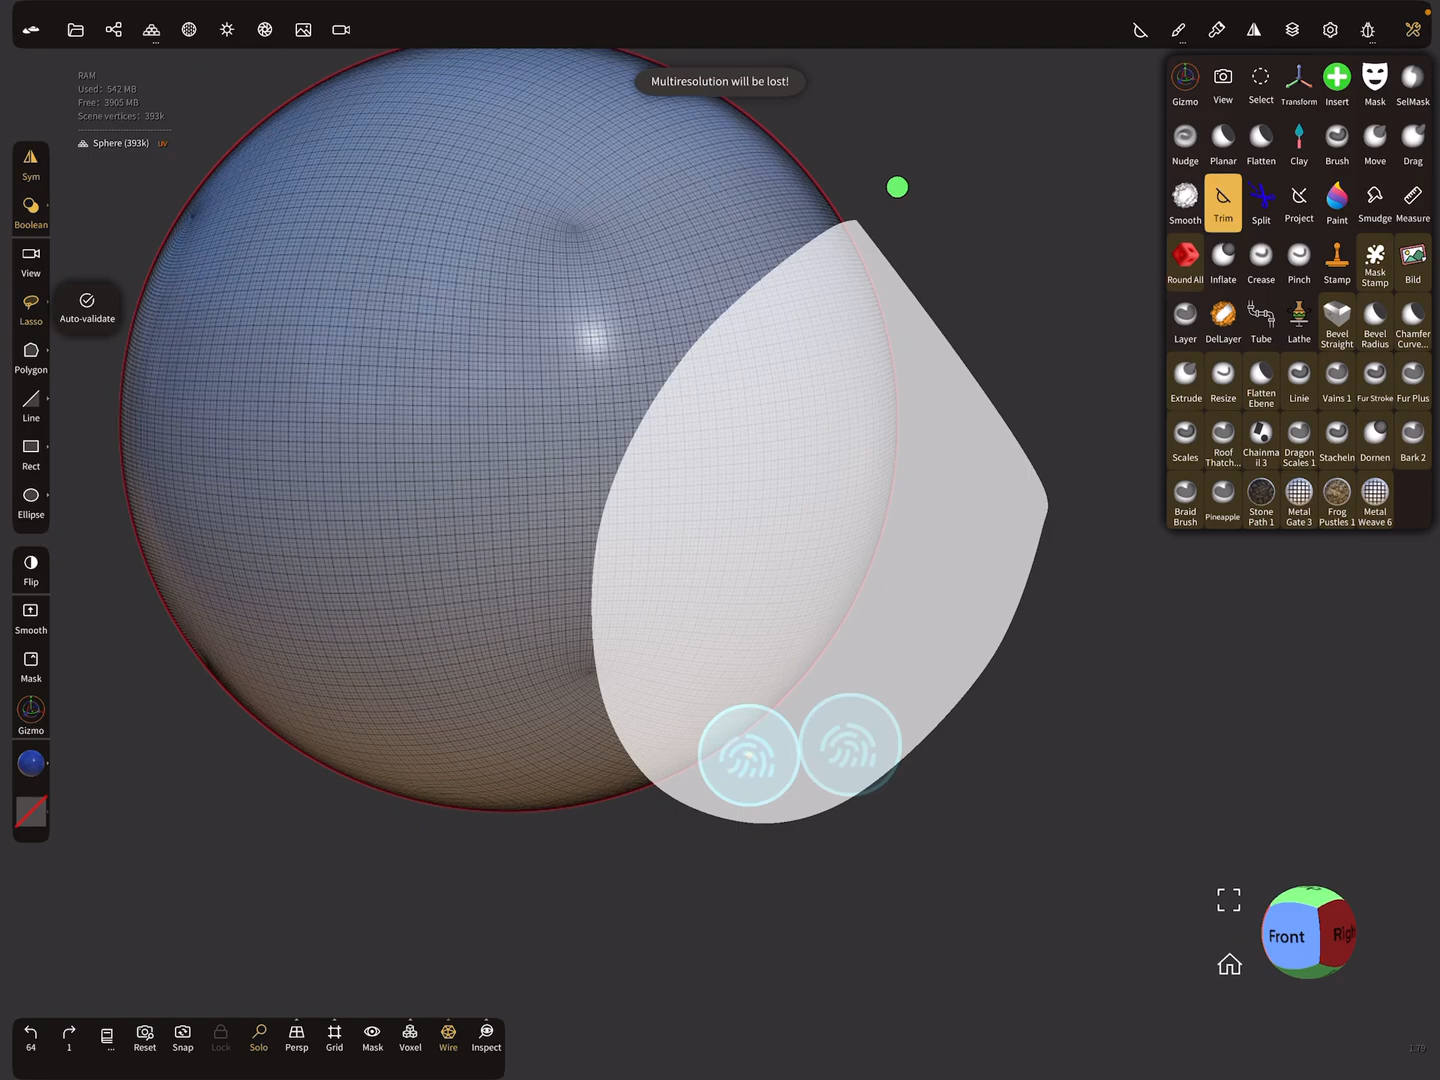 Multiresolution will be lost!
RAM
Used: 542 MB
Free: 3905 MB
Scene vertices: 393k
Sphere (393k) UV
Sym
Boolean
View
Lasso
Auto-validate
Polygon
Line
Rect
Ellipse
Flip
Smooth
Mask
Gizmo
Gizmo View Select Transform Insert Mask SelMask
Nudge Planar Flatten Clay Brush Move Drag
Smooth Trim Split Project Paint Smudge Measure
Round All Inflate Crease Pinch Stamp Mask Stamp Bild
Layer DelLayer Tube Lathe Bevel Straight Bevel Radius Chamfer Curve...
Extrude Resize Flatten Ebene Linie Vains 1 Fur Stroke Fur Plus
Scales Roof Thatch... Chainmail 3 Dragon Scales 1 Stacheln Dornen Bark 2
Braid Brush Pineapple Stone Path 1 Metal Gate 3 Frog Pustles 1 Metal Weave 6
Front Righ
64 1 ... Reset Snap Lock Solo Persp Grid Mask Voxel Wire Inspect
1.79